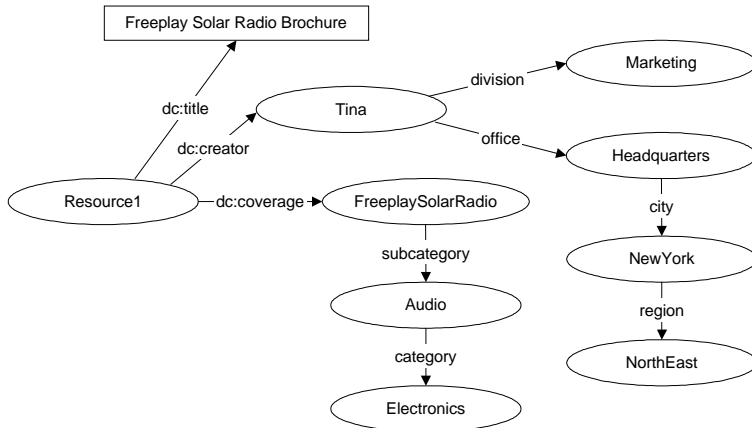 Freeplay Solar Radio Brochure
Marketing
division
dc:title
Tina
dc:creator
office
Headquarters
Resource1
dc:coverage
FreeplaySolarRadio
city
subcategory
NewYork
Audio
region
category
NorthEast
Electronics